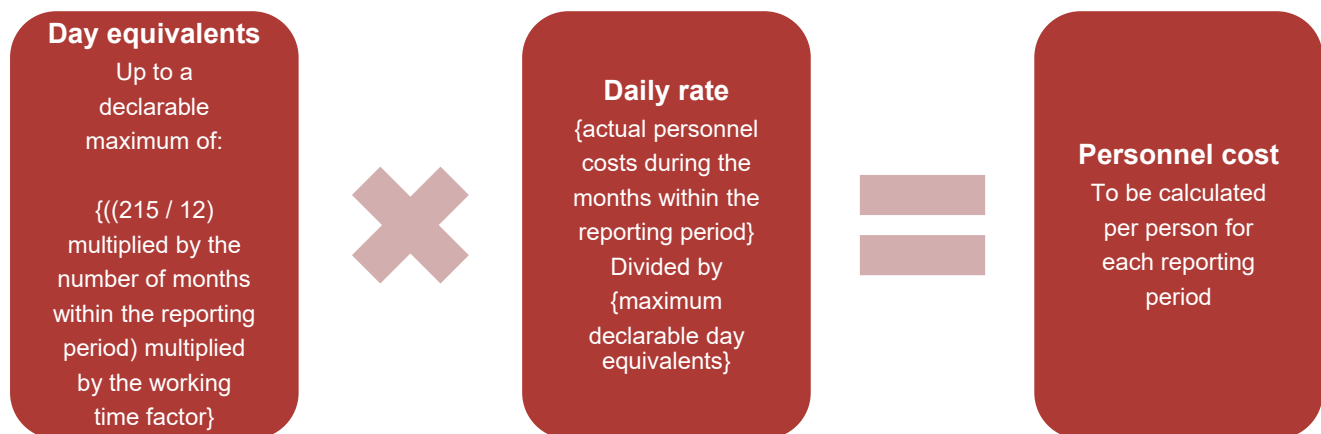 Day equivalents
Up to a
declarable
maximum of:
{((215 / 12)
multiplied by the
number of months
within the reporting
period) multiplied
by the working
time factor}
Daily rate
{actual personnel
costs during the
months within the
reporting period}
Divided by
{maximum
declarable day
equivalents}
Personnel cost
To be calculated
per person for
each reporting
period